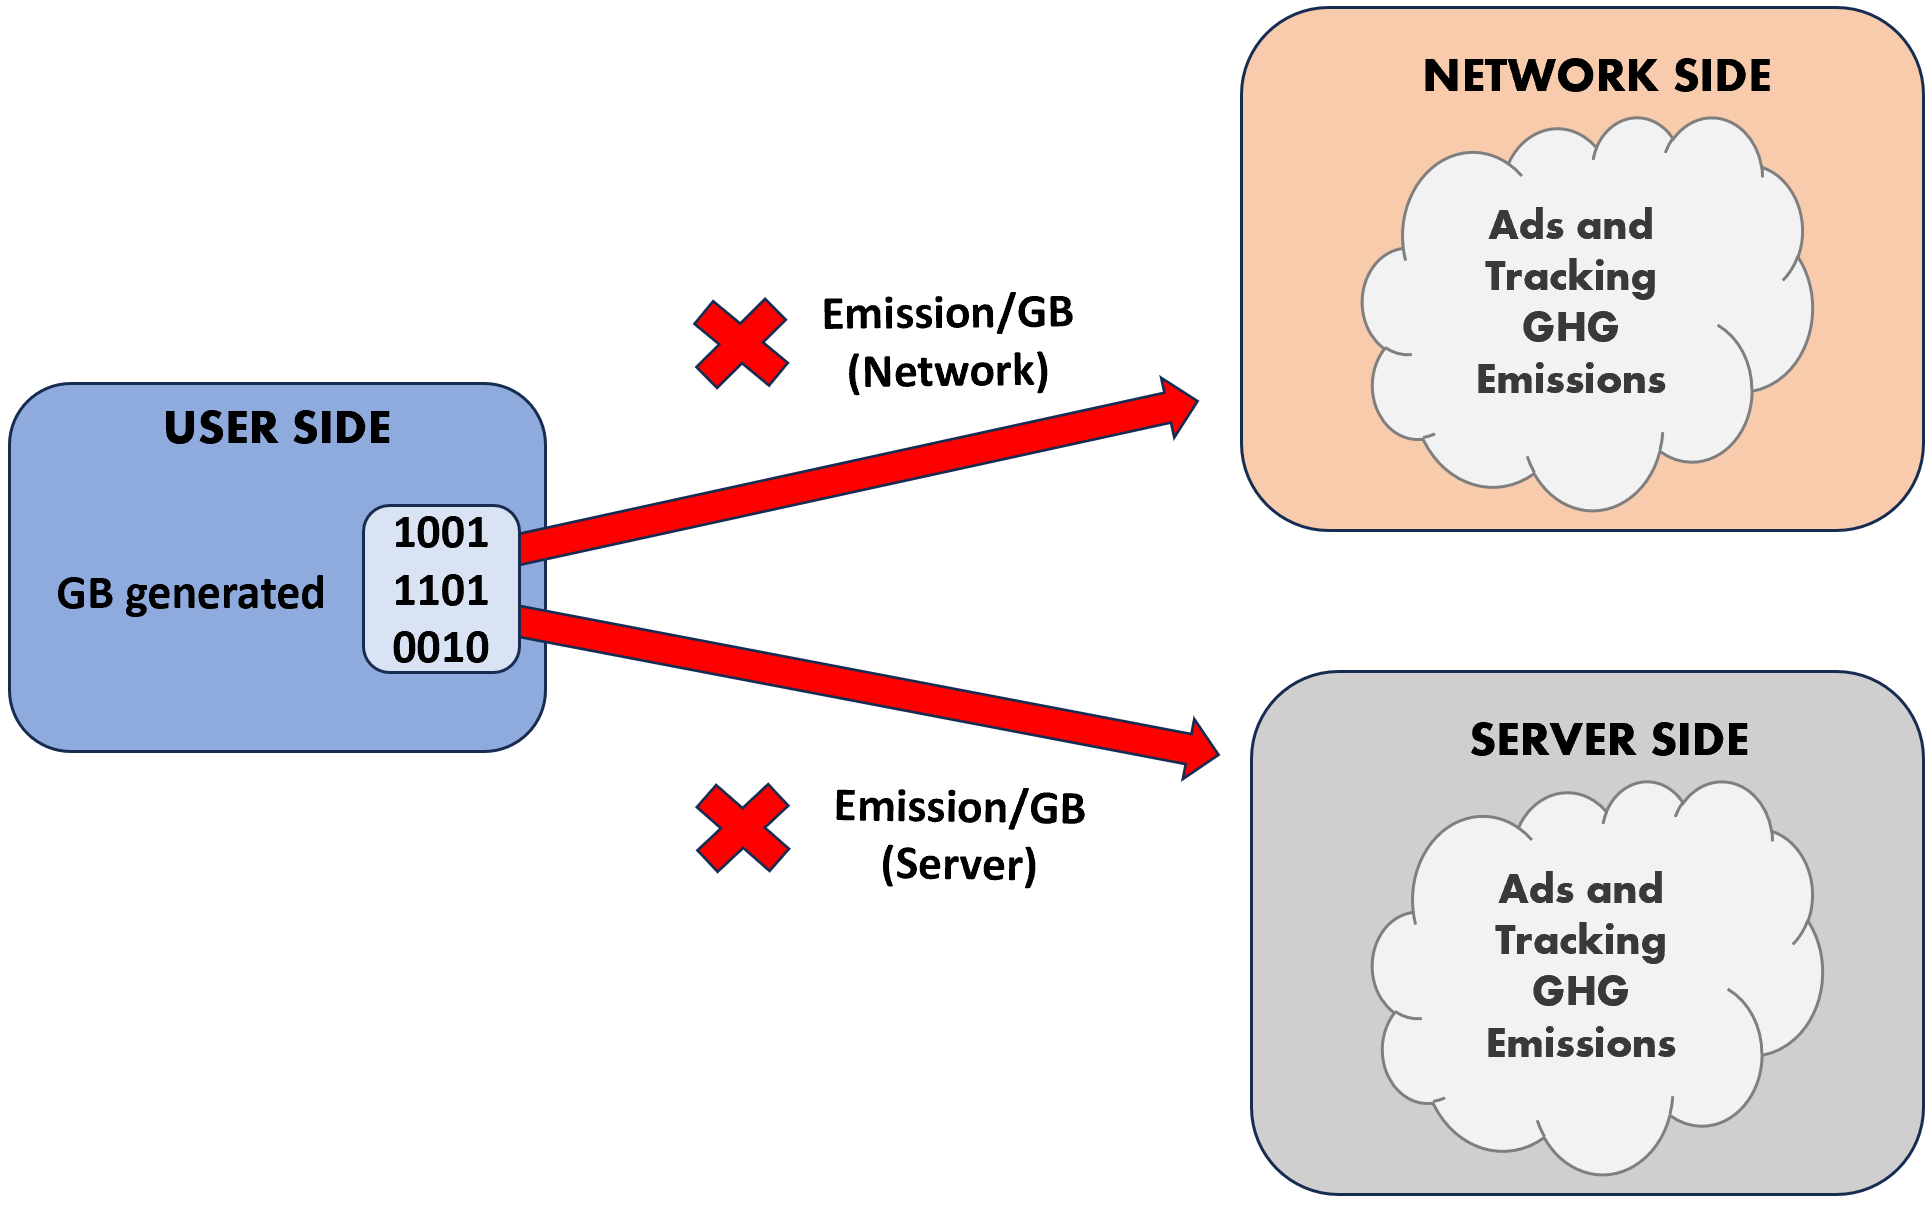 USER SIDE
GB generated
1001
1101
0010
Emission/GB
(Network)
Emission/GB
(Server)
NETWORK SIDE
Ads and
Tracking
GHG
Emissions
SERVER SIDE
Ads and
Tracking
GHG
Emissions